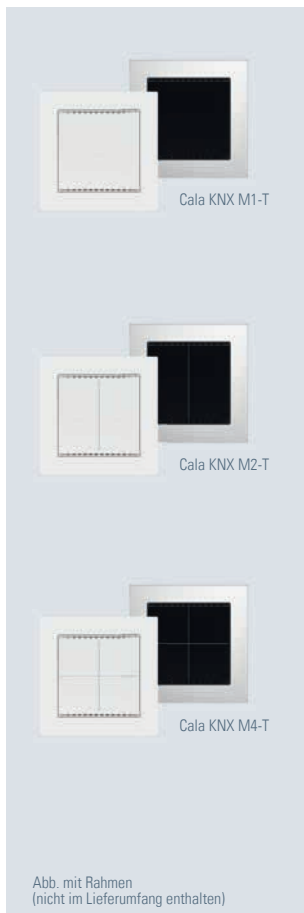 Cala KNX M1-T
Cala KNX M2-T
Cala KNX M4-T
Abb. mit Rahmen
(nicht im Lieferumfang enthalten)